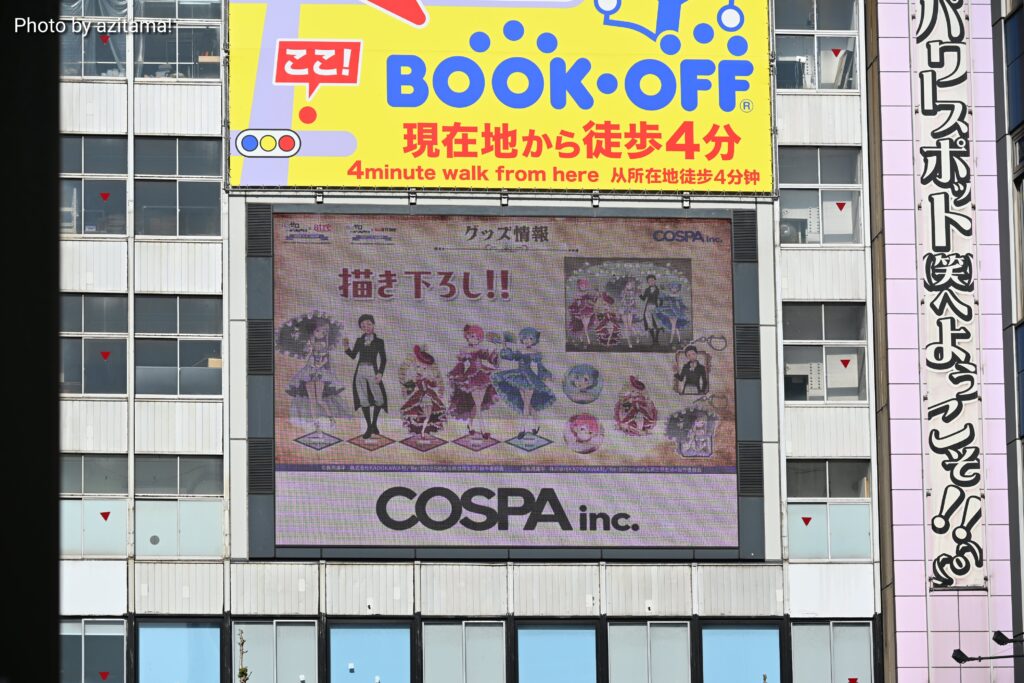 Photo by azitama!
ここ!
BOOK・OFF®
現在地から徒歩4分
4minute walk from here 从所在地徒步4分钟
グッズ情報
COSPA inc.
描き下ろし!!
COSPA inc.
パワースポット(笑)へようこそ!!